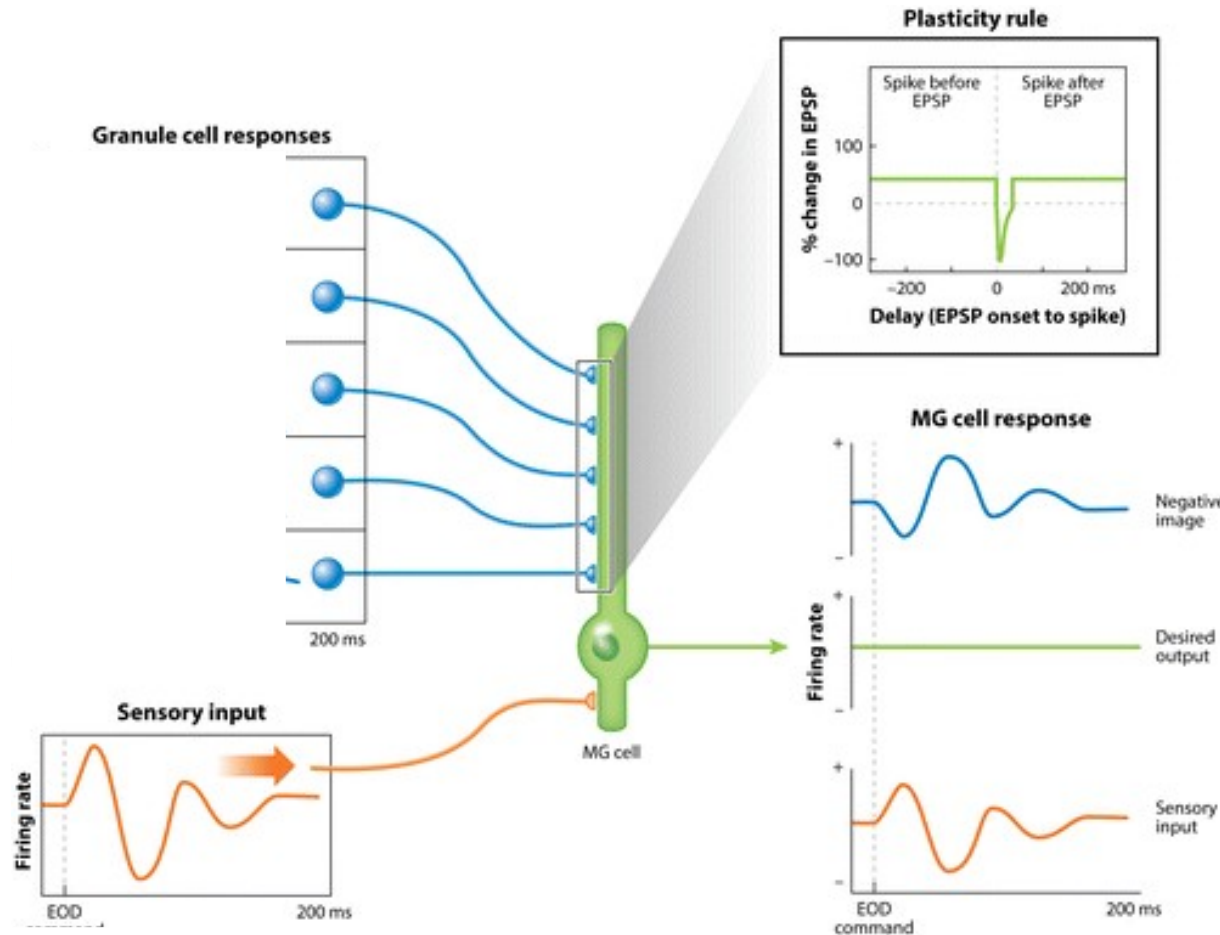 Plasticity rule
Spike before
EPSP
Spike after
EPSP
% change in EPSP
100
0
−100
−200
0
200 ms
Delay (EPSP onset to spike)
Granule cell responses
200 ms
MG cell
Sensory input
Firing rate
EOD
command
200 ms
MG cell response
Firing rate
+
−
Negative
image
+
−
Desired
output
+
−
Sensory
input
EOD
command
200 ms